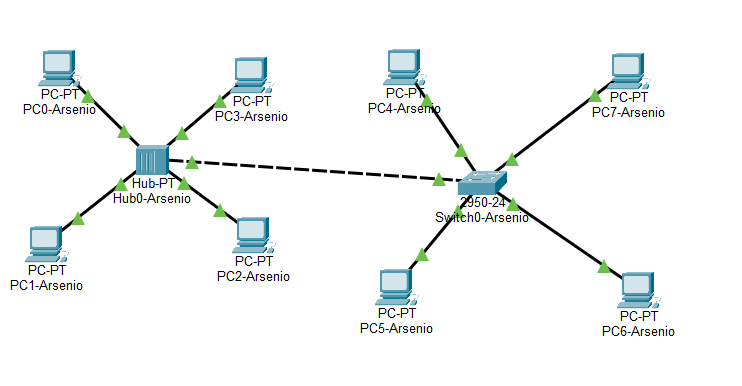 PC-PT
PC0-Arsenio
PC-PT
PC3-Arsenio
PC-PT
PC4-Arsenio
PC-PT
PC7-Arsenio
Hub-PT
Hub0-Arsenio
2950-24
Switch0-Arsenio
PC-PT
PC1-Arsenio
PC-PT
PC2-Arsenio
PC-PT
PC5-Arsenio
PC-PT
PC6-Arsenio